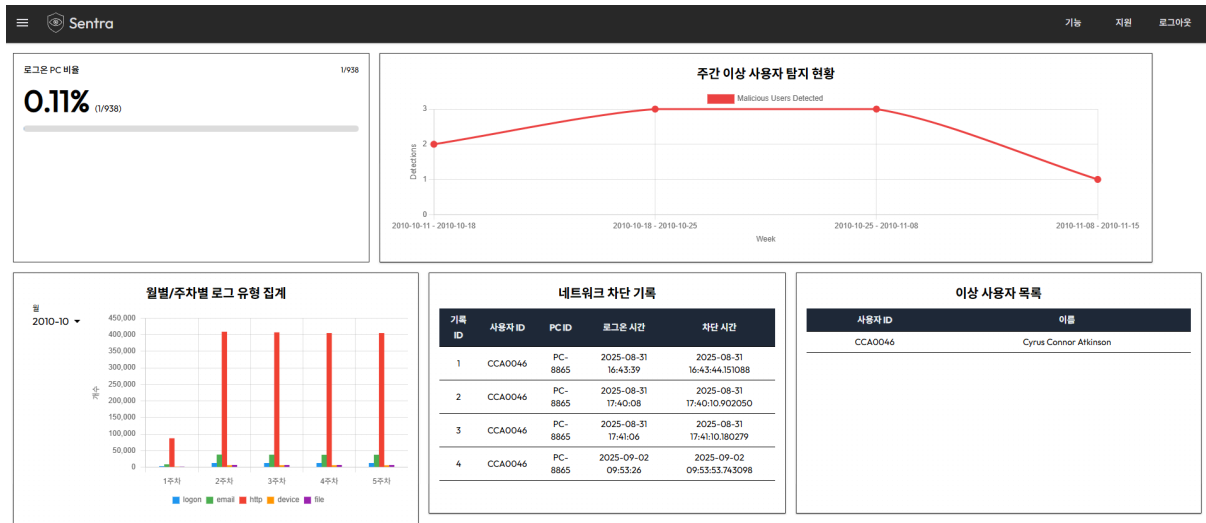 Sentra
기능 지원 로그아웃
로그온 PC 비율 1/938
0.11% (1/938)
주간 이상 사용자 탐지 현황
Malicious Users Detected
3
2
1
0
Detections
2010-10-11 - 2010-10-18 2010-10-18 - 2010-10-25 2010-10-25 - 2010-11-08 2010-11-08 - 2010-11-15
Week
월별/주차별 로그 유형 집계
월
2010-10
450,000
400,000
350,000
300,000
250,000
200,000
150,000
100,000
50,000
0
개수
1주차 2주차 3주차 4주차 5주차
logon email http device file
네트워크 차단 기록
기록 ID 사용자 ID PC ID 로그온 시간 차단 시간
1 CCA0046 PC-8865 2025-08-31 16:43:39 2025-08-31 16:43:44.151088
2 CCA0046 PC-8865 2025-08-31 17:40:08 2025-08-31 17:40:10.902050
3 CCA0046 PC-8865 2025-08-31 17:41:06 2025-08-31 17:41:10.180279
4 CCA0046 PC-8865 2025-09-02 09:53:26 2025-09-02 09:53:53.743098
이상 사용자 목록
사용자 ID 이름
CCA0046 Cyrus Connor Atkinson